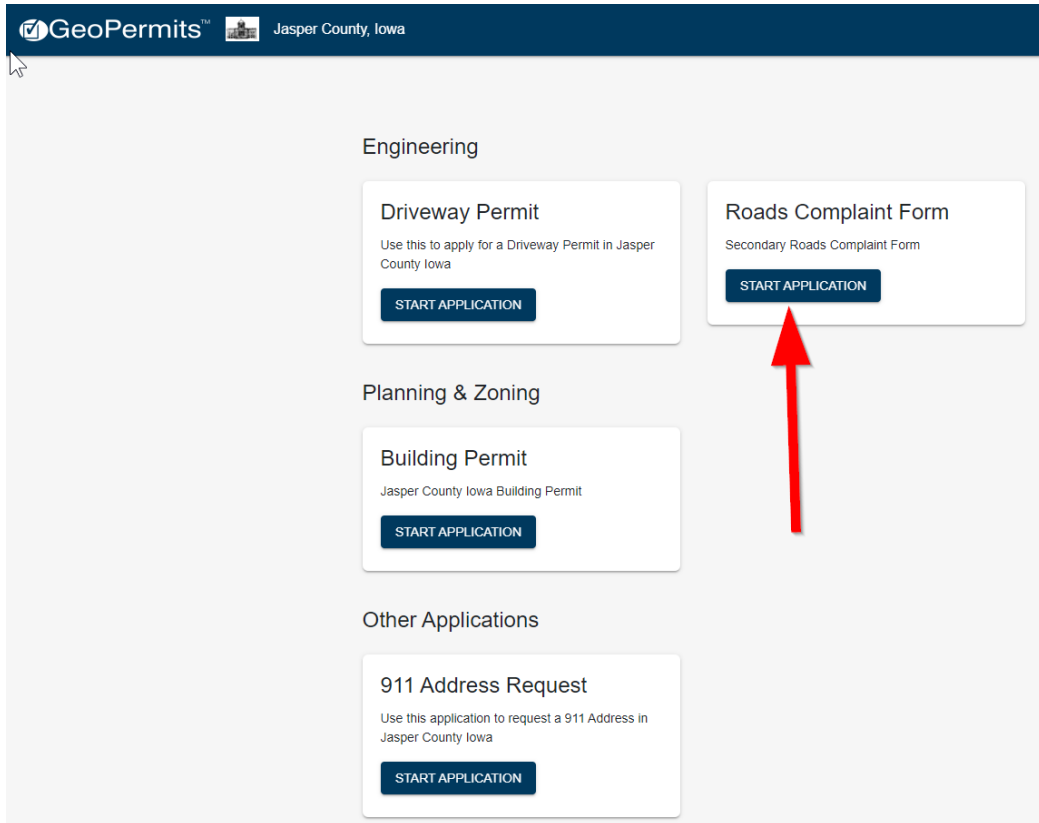 GeoPermits™ Jasper County, Iowa
Engineering
Driveway Permit
Use this to apply for a Driveway Permit in Jasper
County Iowa
START APPLICATION
Roads Complaint Form
Secondary Roads Complaint Form
START APPLICATION
Planning & Zoning
Building Permit
Jasper County Iowa Building Permit
START APPLICATION
Other Applications
911 Address Request
Use this application to request a 911 Address in
Jasper County Iowa
START APPLICATION